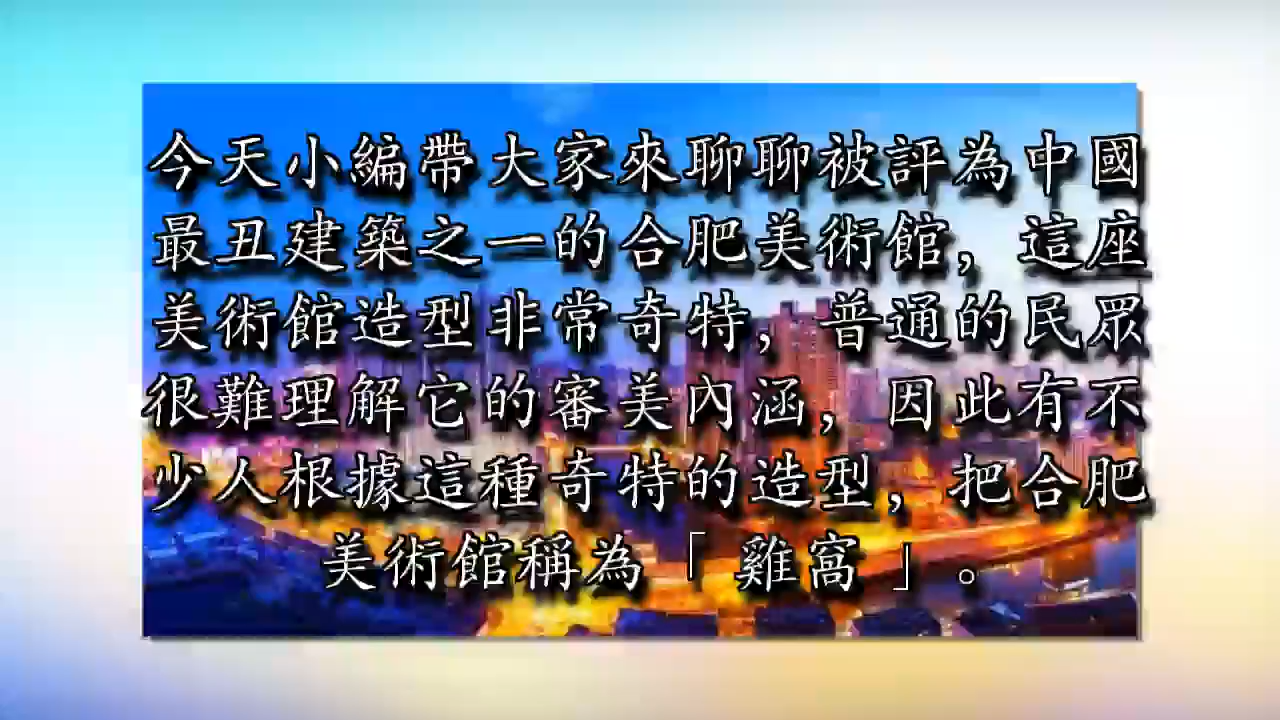 今天小編帶大家來聊聊被評為中國
最丑建築之一的合肥美術館，這座
美術館造型非常奇特，普通的民眾
很難理解它的審美內涵，因此有不
少人根據這種奇特的造型，把合肥
美術館稱為「雞窩」。